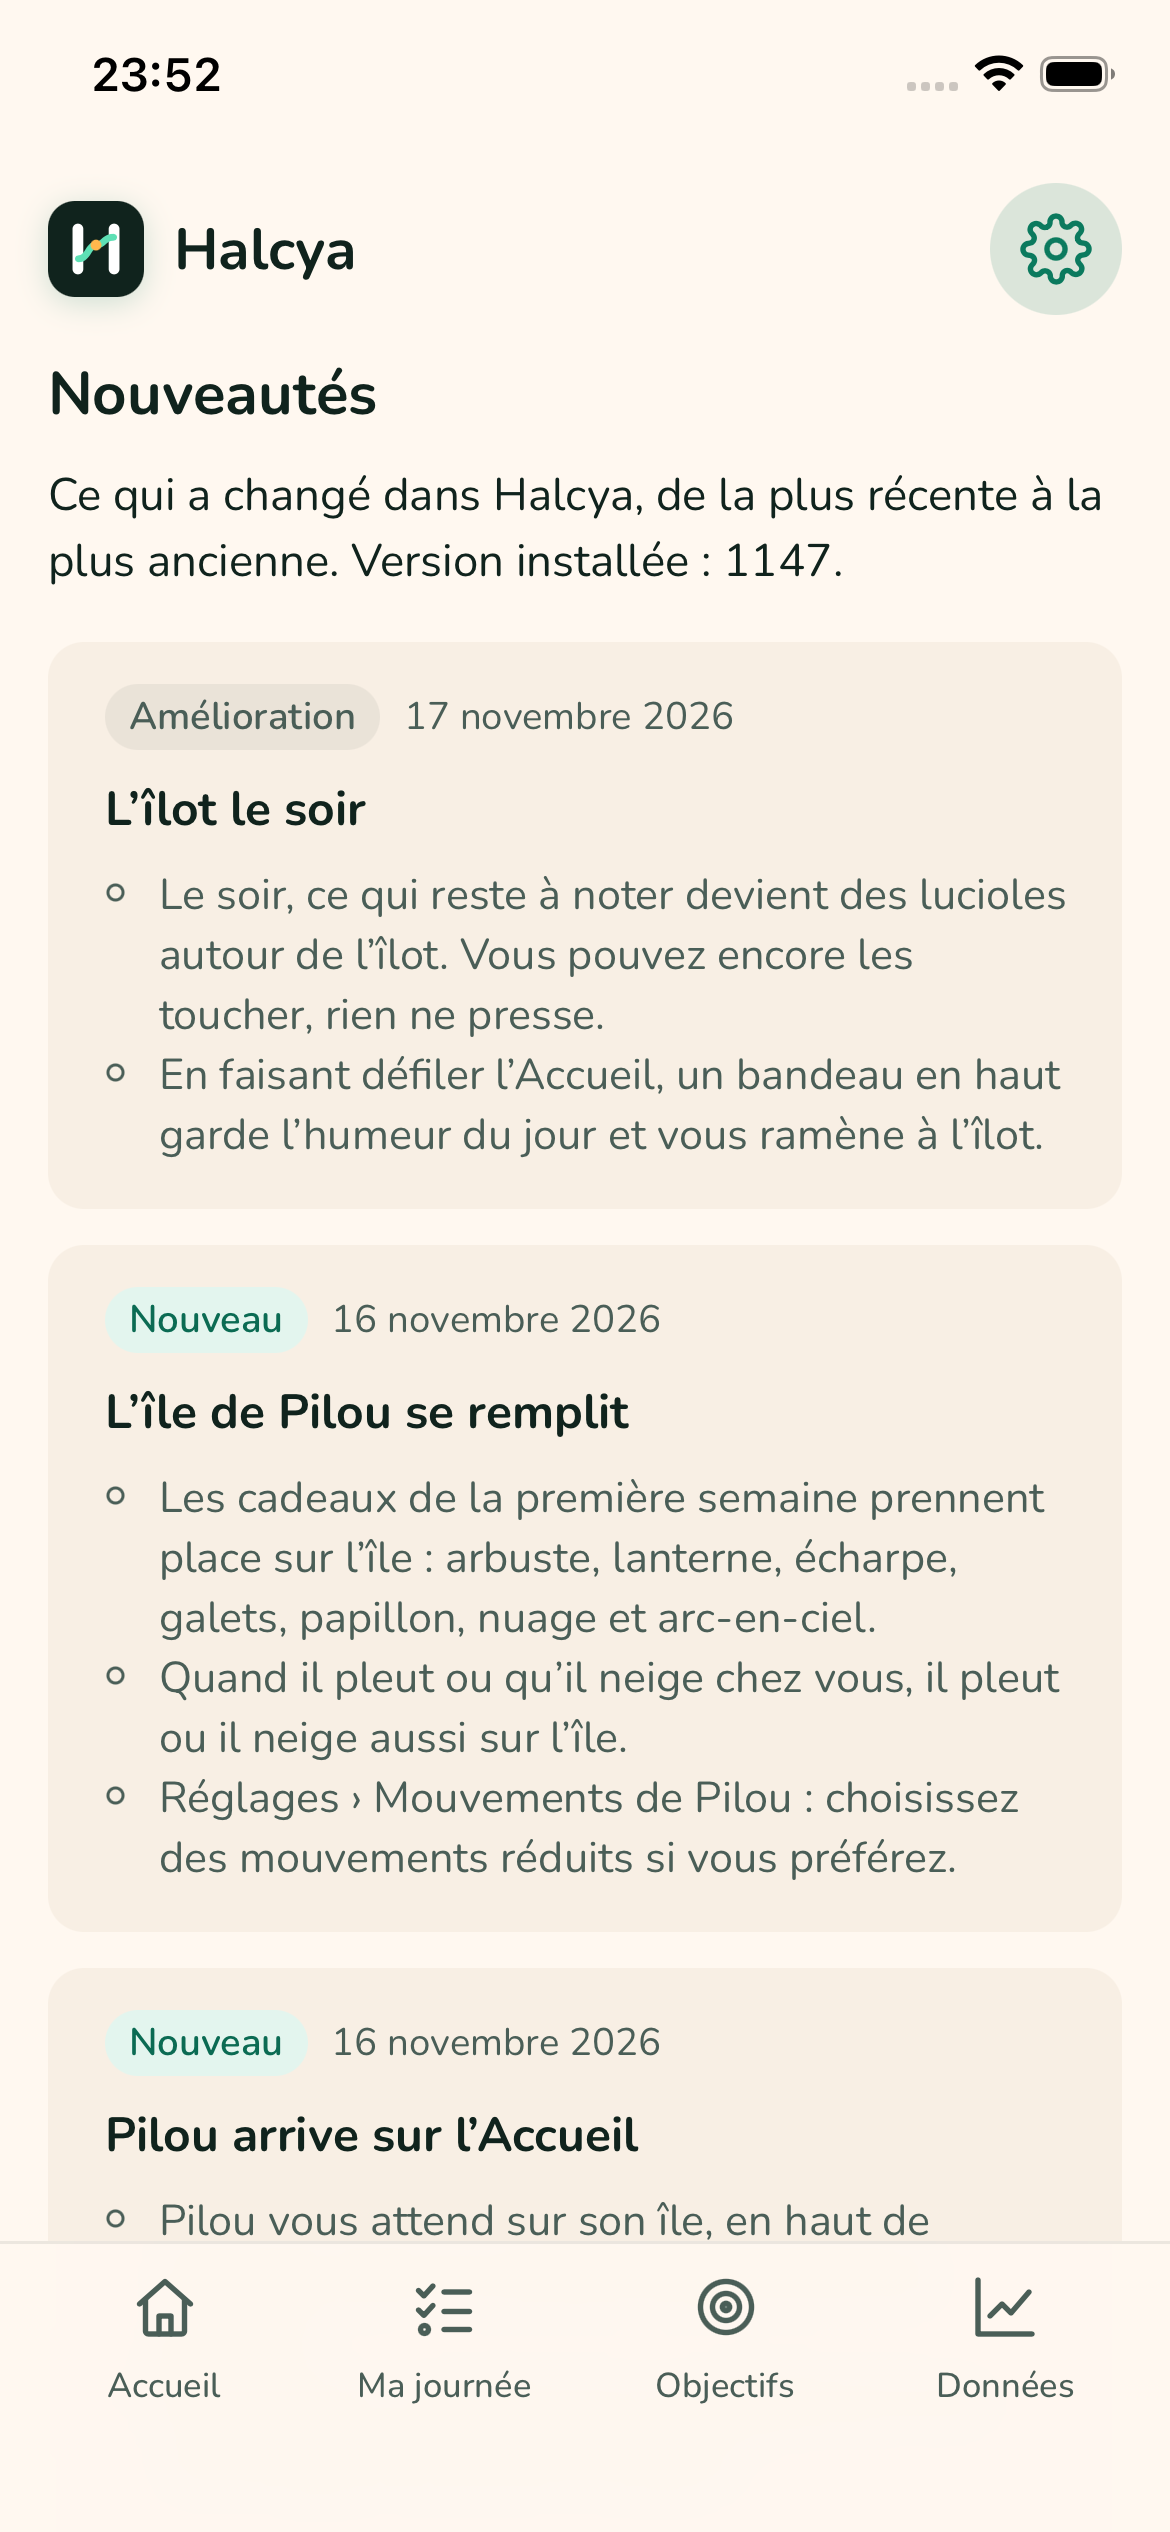 23:52
Halcya
Nouveautés
Ce qui a changé dans Halcya, de la plus récente à la
plus ancienne. Version installée : 1147.
Amélioration 17 novembre 2026
L’îlot le soir
Le soir, ce qui reste à noter devient des lucioles
autour de l’îlot. Vous pouvez encore les
toucher, rien ne presse.
En faisant défiler l’Accueil, un bandeau en haut
garde l’humeur du jour et vous ramène à l’îlot.
Nouveau 16 novembre 2026
L’île de Pilou se remplit
Les cadeaux de la première semaine prennent
place sur l’île : arbuste, lanterne, écharpe,
galets, papillon, nuage et arc-en-ciel.
Quand il pleut ou qu’il neige chez vous, il pleut
ou il neige aussi sur l’île.
Réglages › Mouvements de Pilou : choisissez
des mouvements réduits si vous préférez.
Nouveau 16 novembre 2026
Pilou arrive sur l’Accueil
Pilou vous attend sur son île, en haut de
Accueil Ma journée Objectifs Données